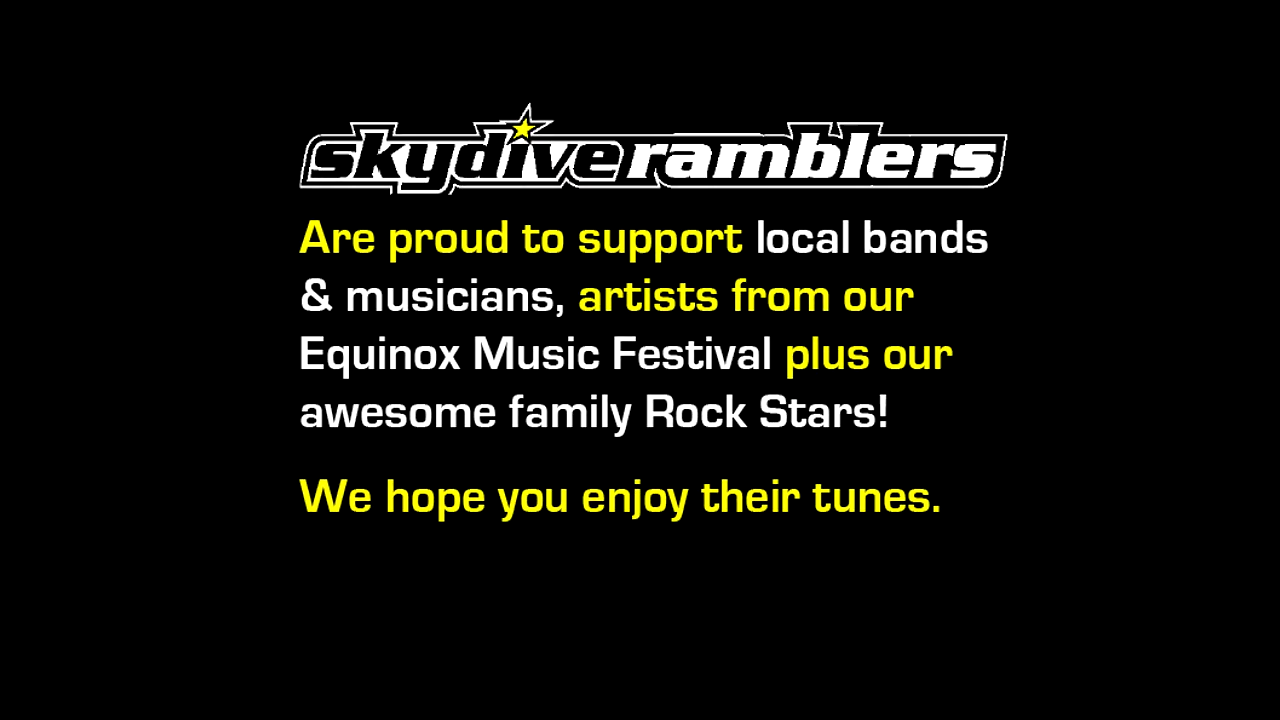 skydiveramblers
Are proud to support local bands
& musicians, artists from our
Equinox Music Festival plus our
awesome family Rock Stars!
We hope you enjoy their tunes.